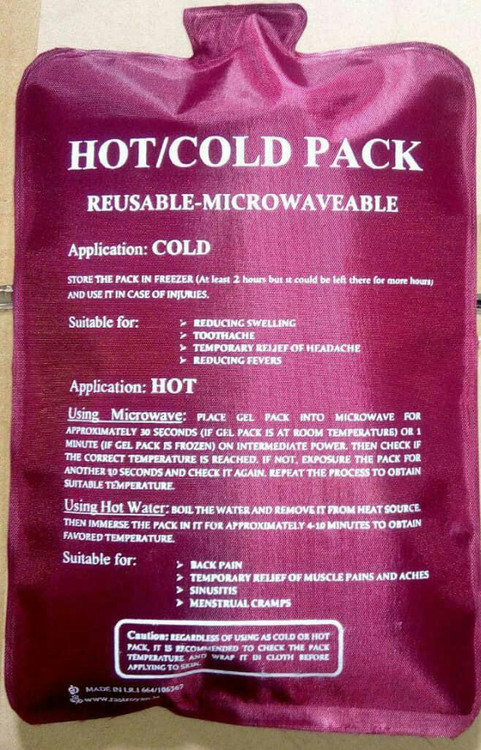 HOT/COLD PACK
REUSABLE-MICROWAVEABLE
Application: COLD
STORE THE PACK IN FREEZER (At least 2 hours but it could be left there for more hours)
AND USE IT IN CASE OF INJURIES.
Suitable for:
➢ REDUCING SWELLING
➢ TOOTHACHE
➢ TEMPORARY RELIEF OF HEADACHE
➢ REDUCING FEVERS
Application: HOT
Using Microwave: PLACE GEL PACK INTO MICROWAVE FOR
APPROXIMATELY 30 SECONDS (IF GEL PACK IS AT ROOM TEMPERATURE) OR 1
MINUTE (IF GEL PACK IS FROZEN) ON INTERMEDIATE POWER. THEN CHECK IF
THE CORRECT TEMPERATURE IS REACHED. IF NOT, EXPOSURE THE PACK FOR
ANOTHER 10 SECONDS AND CHECK IT AGAIN. REPEAT THE PROCESS TO OBTAIN
SUITABLE TEMPERATURE.
Using Hot Water: BOIL THE WATER AND REMOVE IT FROM HEAT SOURCE.
THEN IMMERSE THE PACK IN IT FOR APPROXIMATELY 4-10 MINUTES TO OBTAIN
FAVORED TEMPERATURE.
Suitable for:
➢ BACK PAIN
➢ TEMPORARY RELIEF OF MUSCLE PAINS AND ACHES
➢ SINUSITIS
➢ MENSTRUAL CRAMPS
Caution: REGARDLESS OF USING AS COLD OR HOT
PACK, IT IS RECOMMENDED TO CHECK THE PACK
TEMPERATURE AND WRAP IT IN CLOTH BEFORE
APPLYING TO SKIN.
MADE IN I.R.I